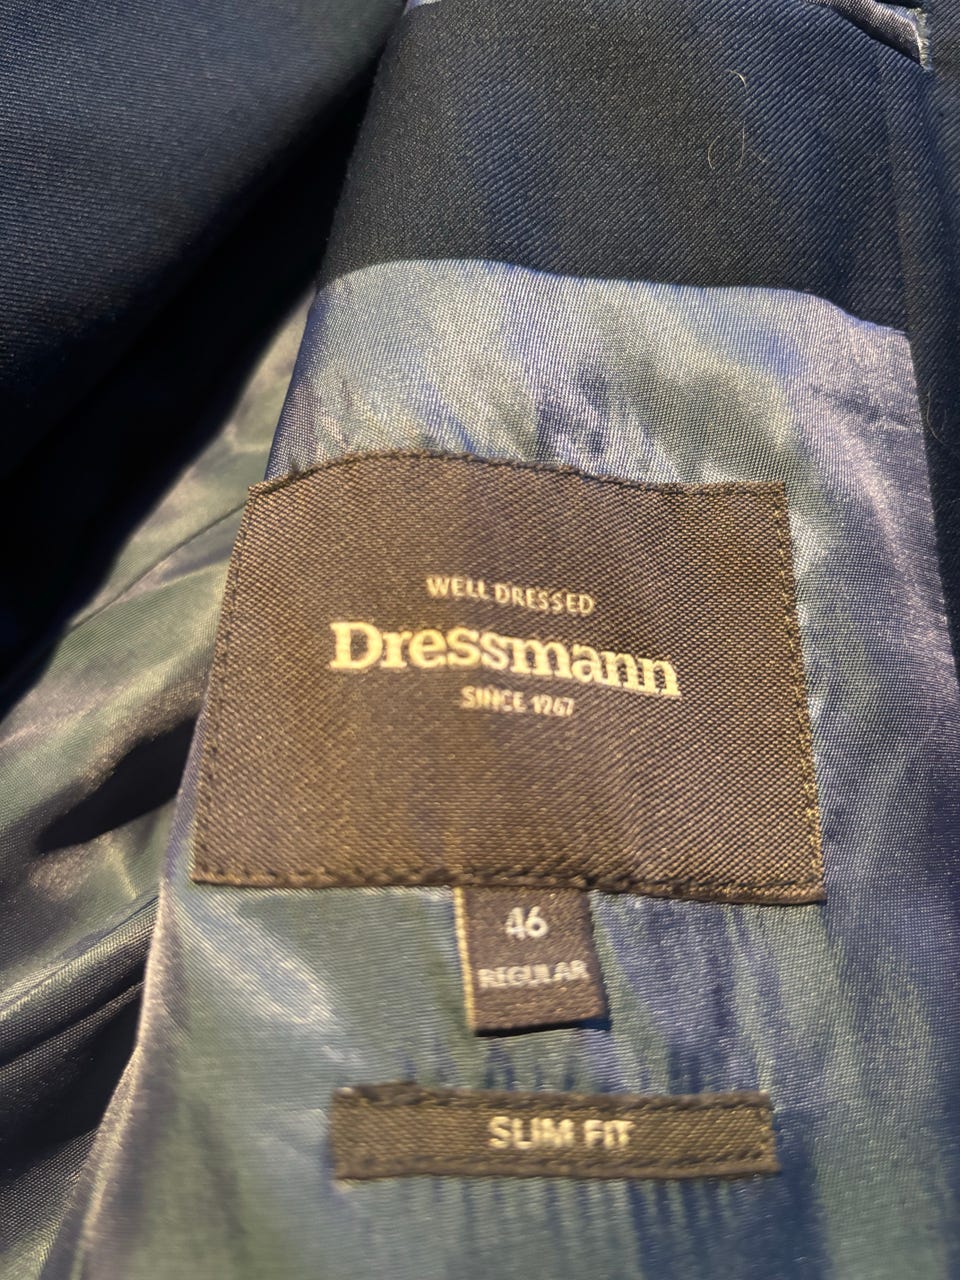 WELL DRESSED
Dressmann
SINCE 1967
46
REGULAR
SLIM FIT